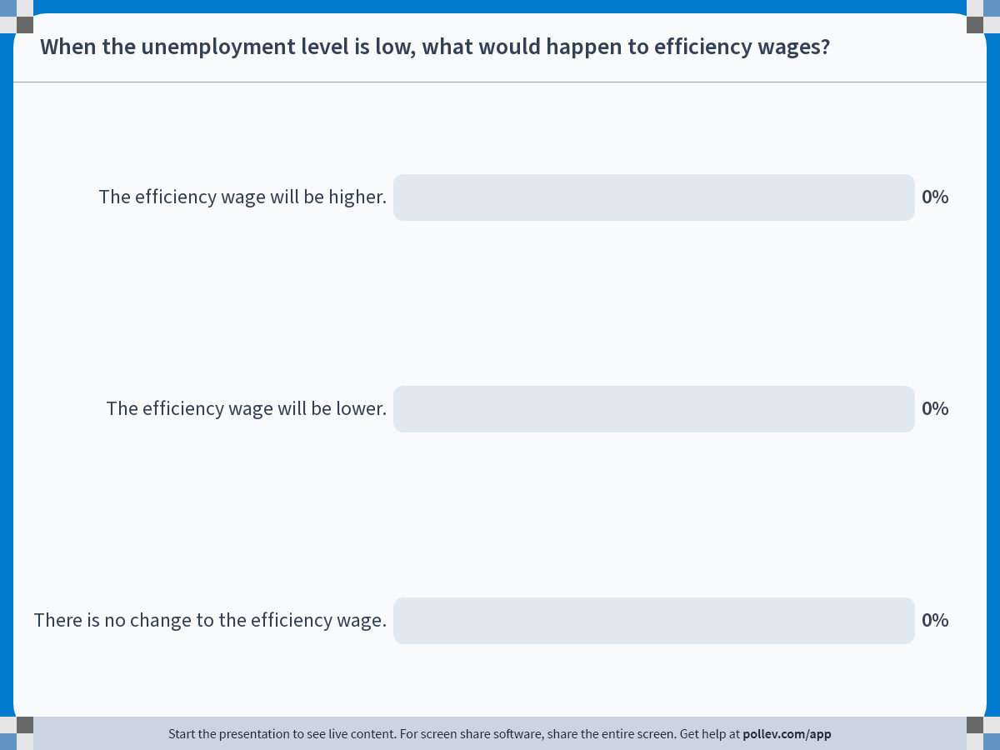 When the unemployment level is low, what would happen to efficiency wages?
The efficiency wage will be higher. 0%
The efficiency wage will be lower. 0%
There is no change to the efficiency wage. 0%
Start the presentation to see live content. For screen share software, share the entire screen. Get help at pollev.com/app